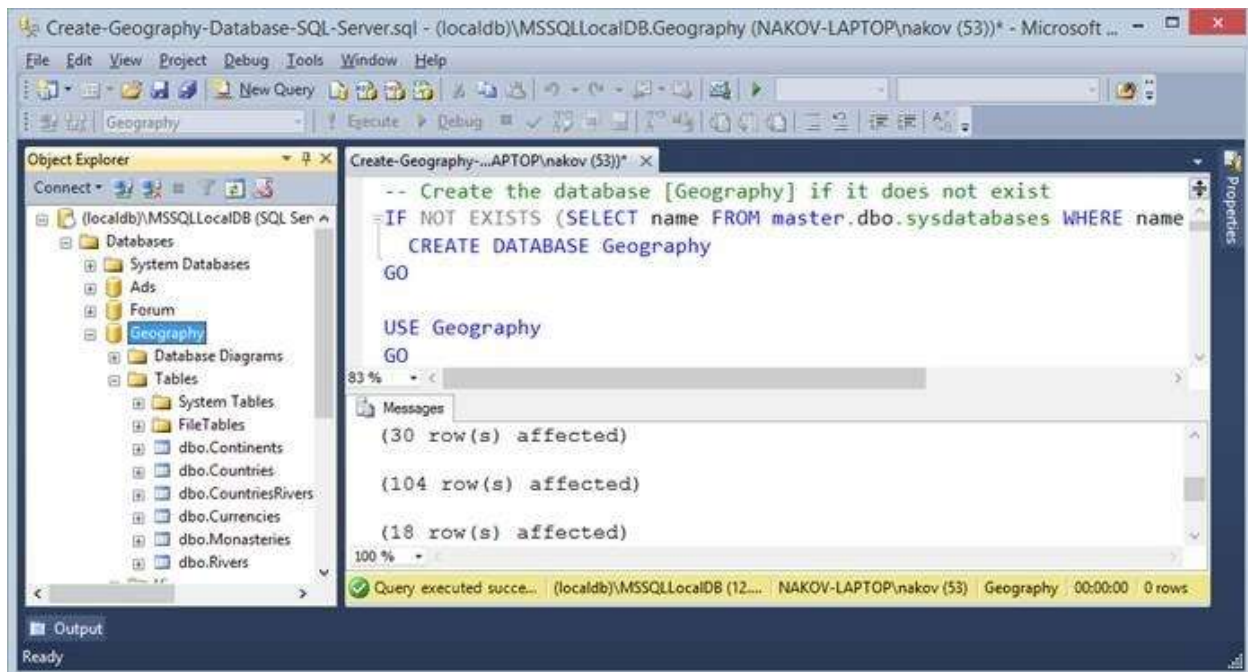 Create-Geography-Database-SQL-Server.sql - (localdb)\MSSQLLocalDB.Geography (NAKOV-LAPTOP\nakov (53))* - Microsoft ...
File Edit View Project Debug Tools Window Help
New Query
Geography Execute Debug
Object Explorer
Connect
(localdb)\MSSQLLocalDB (SQL Ser
Databases
System Databases
Ads
Forum
Geography
Database Diagrams
Tables
System Tables
FileTables
dbo.Continents
dbo.Countries
dbo.CountriesRivers
dbo.Currencies
dbo.Monasteries
dbo.Rivers
Create-Geography-...APTOP\nakov (53))*
-- Create the database [Geography] if it does not exist
IF NOT EXISTS (SELECT name FROM master.dbo.sysdatabases WHERE name
CREATE DATABASE Geography
GO
USE Geography
GO
83 %
Messages
(30 row(s) affected)
(104 row(s) affected)
(18 row(s) affected)
100 %
Query executed succe... (localdb)\MSSQLLocalDB (12.... NAKOV-LAPTOP\nakov (53) Geography 00:00:00 0 rows
Properties
Output
Ready